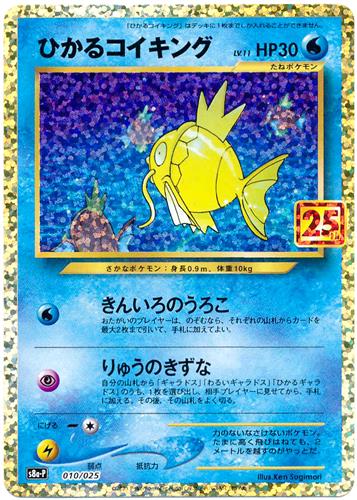 「ひかるコイキング」はデッキに1枚までしか入れることができません。
ひかるコイキング LV.11 HP30
たねポケモン
25th
さかなポケモン：身長0.9m、体重10kg
きんいろのうろこ
おたがいのプレイヤーは、のぞむなら、それぞれの山札からカードを
最大2枚まで引いて、手札に加えてよい。
りゅうのきずな
自分の山札から「ギャラドス」「わるいギャラドス」「ひかるギャラドス」
のうち、1枚を選び出し、相手プレイヤーに見せてから、手札
に加える。その後、その山札をよく切る。
にげる
弱点 抵抗力
力のないなさけないポケモン。
たまに高く飛びはねても、2
メートルを越すのがやっとだ。
s8a-P 010/025
Illus.Ken Sugimori